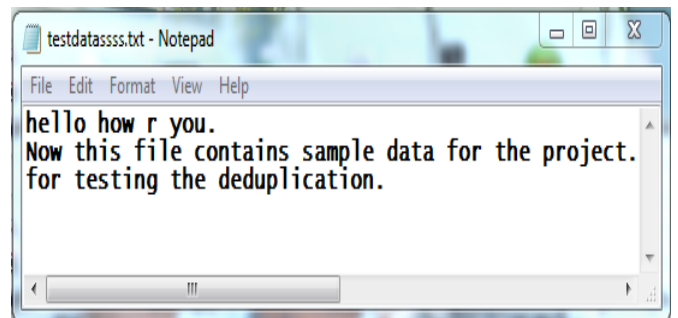 testdatassss.txt - Notepad
File Edit Format View Help
hello how r you.
Now this file contains sample data for the project.
for testing the deduplication.